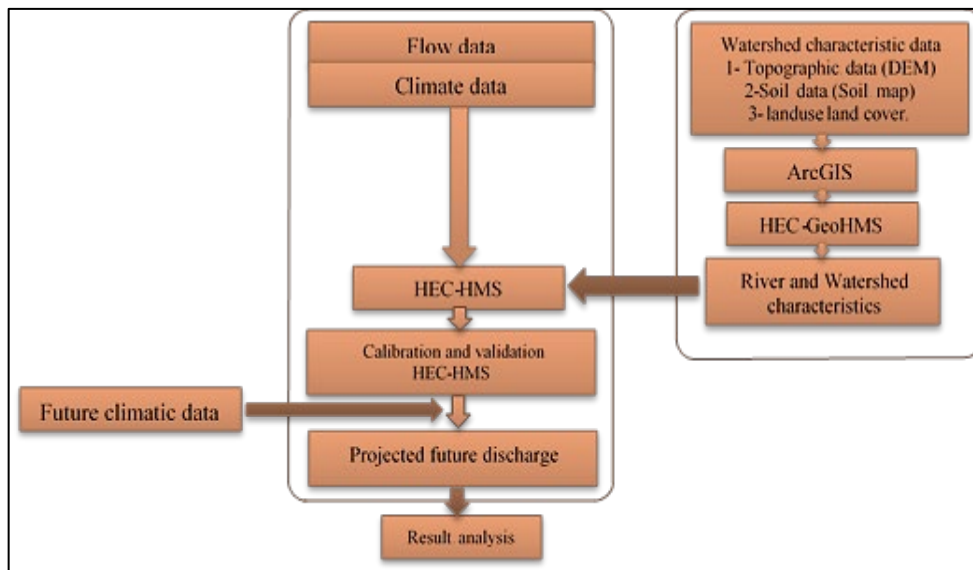 Flow data
Climate data
HEC-HMS
Calibration and validation
HEC-HMS
Future climatic data
Projected future discharge
Result analysis
Watershed characteristic data
1- Topographic data (DEM)
2-Soil data (Soil map)
3- landuse land cover.
ArcGIS
HEC-GeoHMS
River and Watershed
characteristics